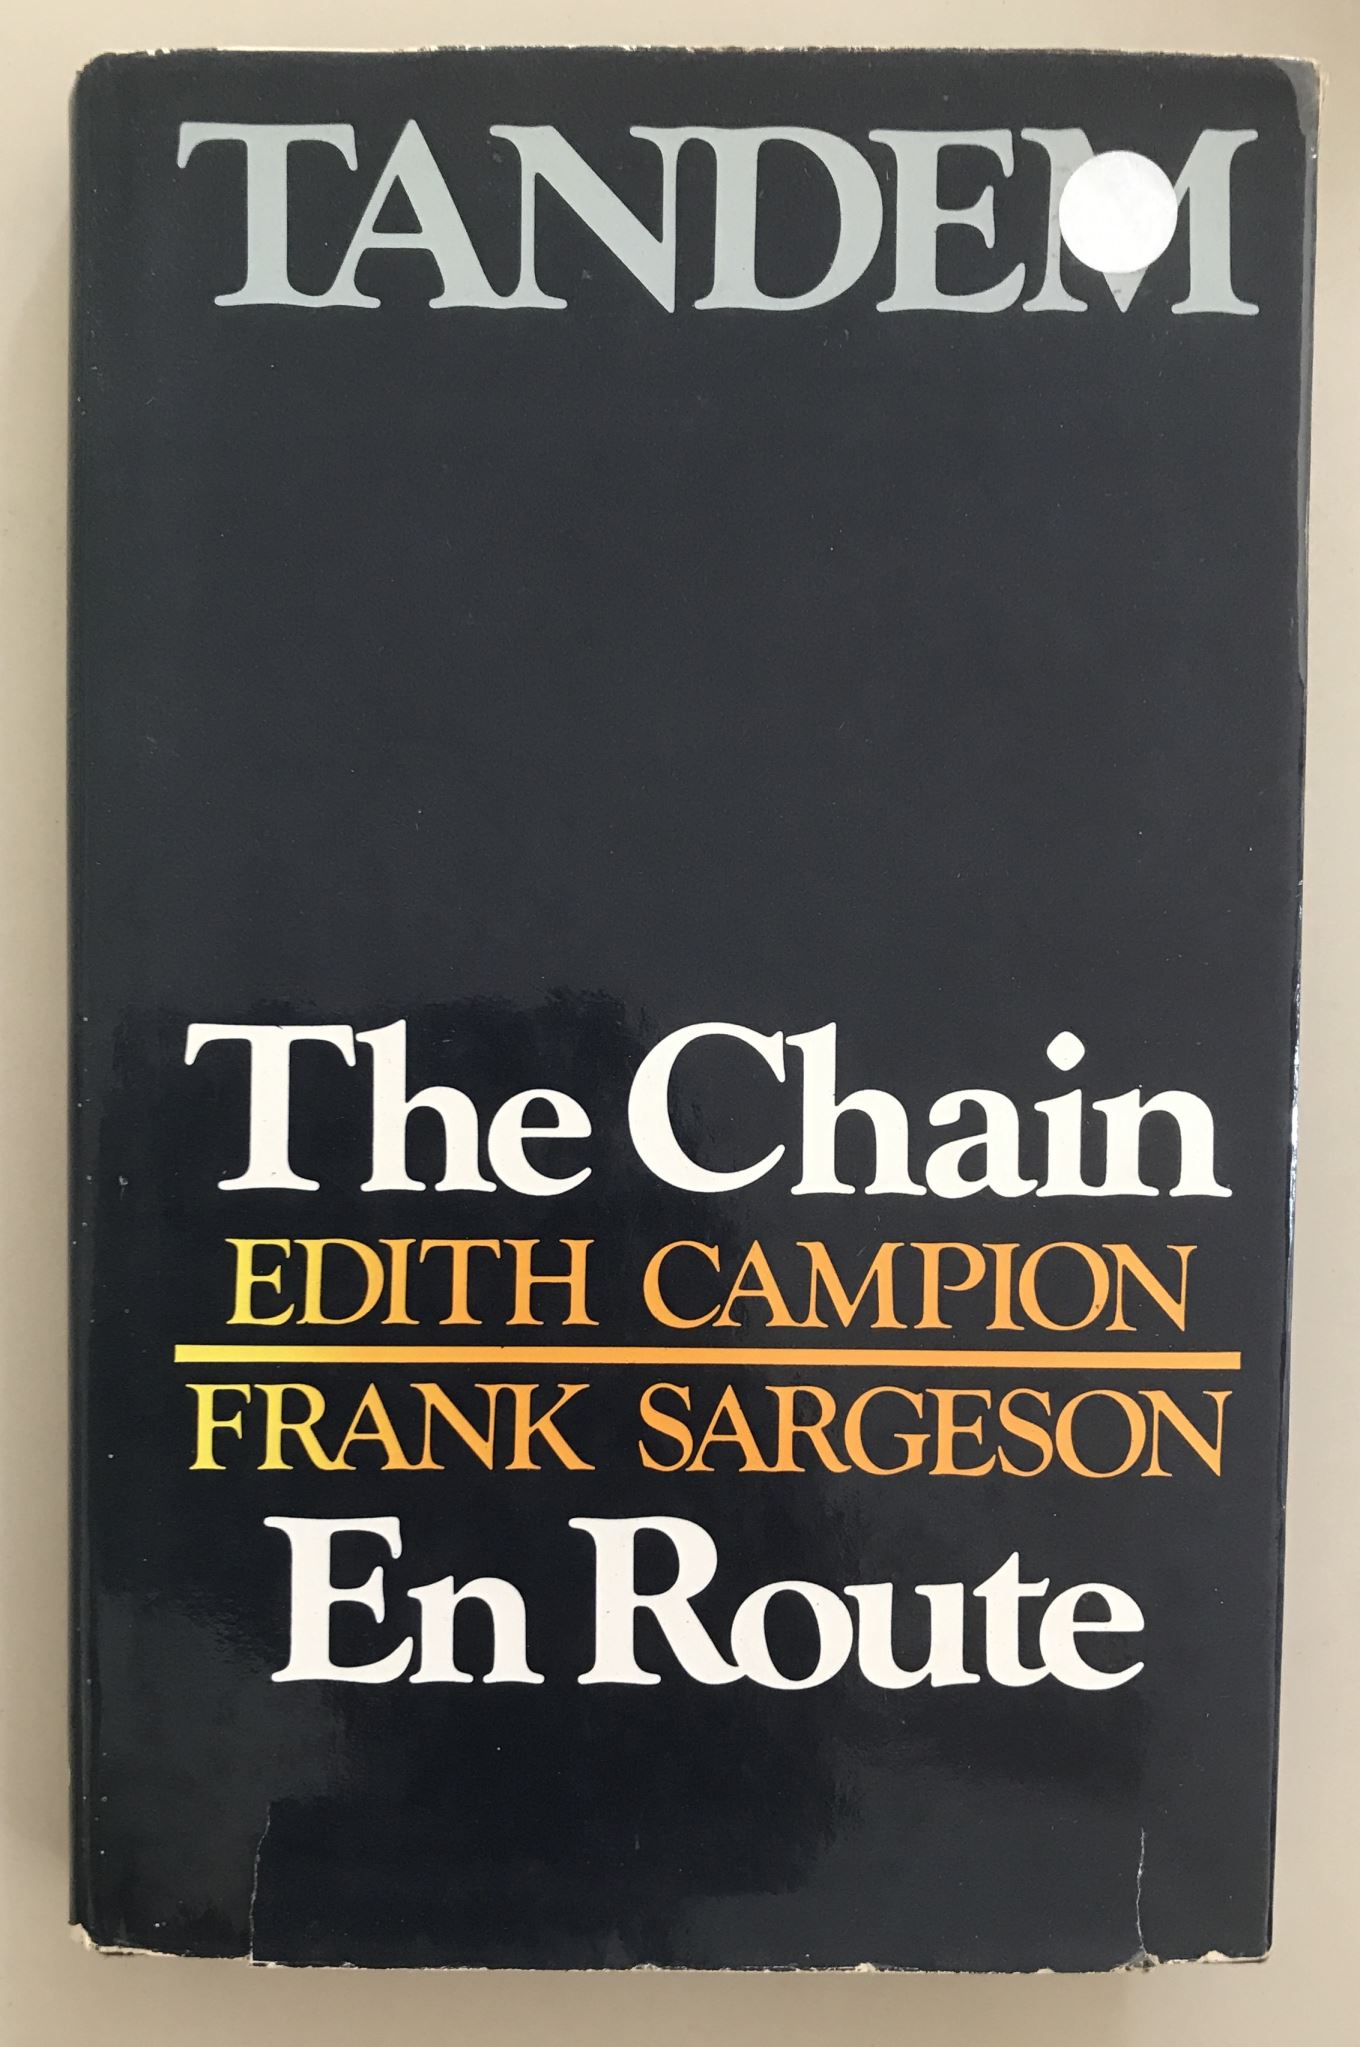 TANDEM
The Chain
EDITH CAMPION
FRANK SARGESON
En Route